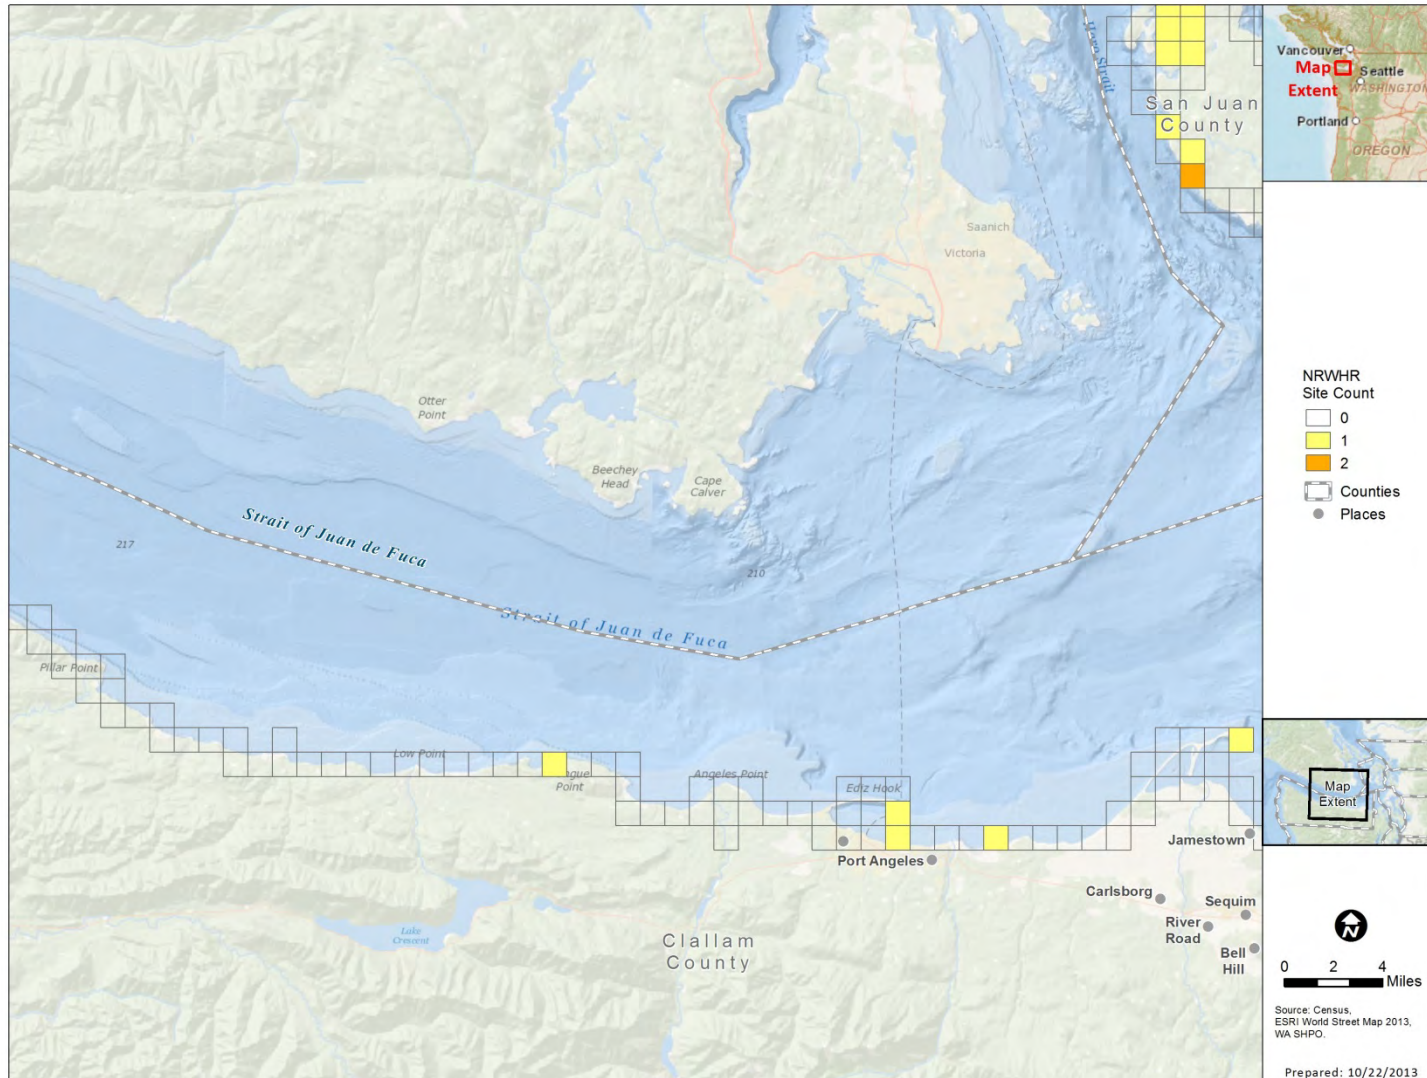 Haro Strait
San Juan
County
Saanich
Victoria
Otter
Point
Beechey
Head
Cape
Calver
Strait of Juan de Fuca
217
210
Strait of Juan de Fuca
Pillar Point
Low Point
Point
Angeles Point
Ediz Hook
Port Angeles
Jamestown
Carlsborg
Sequim
River
Road
Bell
Hill
Lake
Crescent
Clallam
County
Vancouver
Map
Extent
Seattle
WASHINGTON
Portland
OREGON
NRWHR
Site Count
0
1
2
Counties
Places
Map
Extent
N
0 2 4
Miles
Source: Census,
ESRI World Street Map 2013,
WA SHPO.
Prepared: 10/22/2013